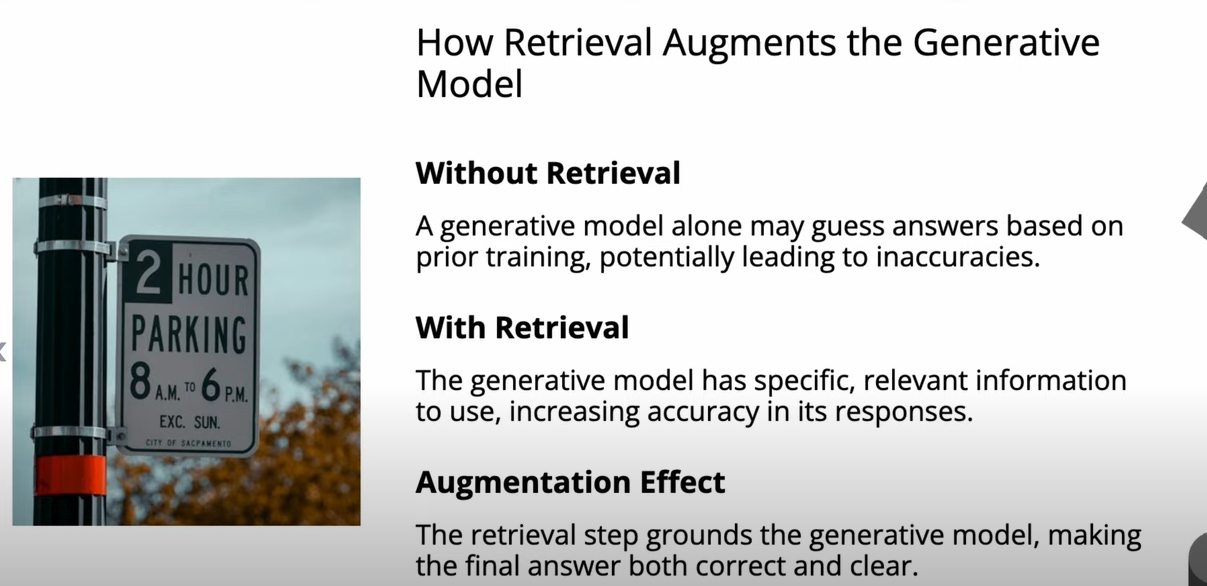 How Retrieval Augments the Generative
Model
Without Retrieval
A generative model alone may guess answers based on
prior training, potentially leading to inaccuracies.
With Retrieval
The generative model has specific, relevant information
to use, increasing accuracy in its responses.
Augmentation Effect
The retrieval step grounds the generative model, making
the final answer both correct and clear.
2 HOUR
PARKING
8 A.M. TO 6 P.M.
EXC. SUN.
CITY OF SACRAMENTO